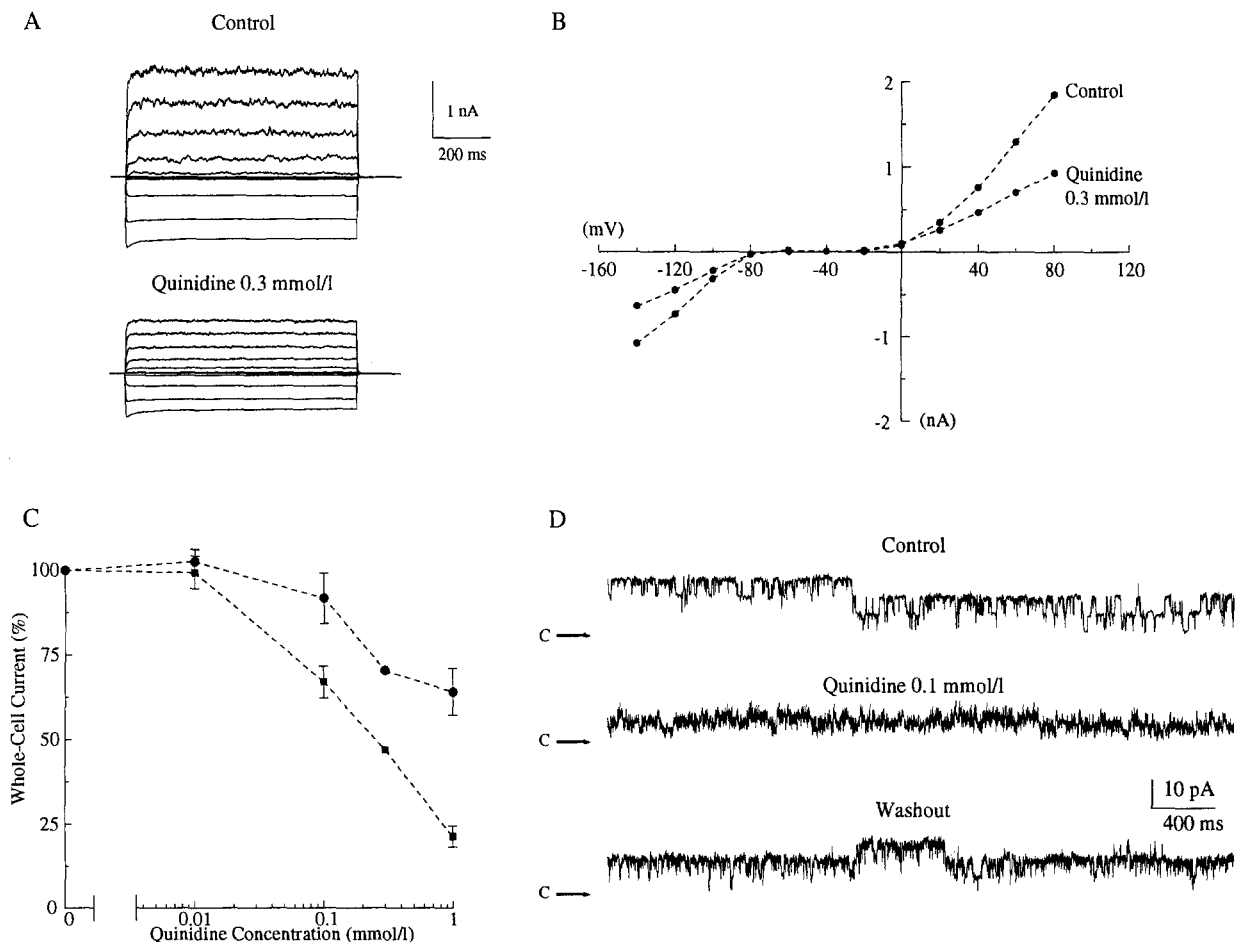 A
Control
1 nA
200 ms
Quinidine 0.3 mmol/l
B
2
Control
1
Quinidine
0.3 mmol/l
(mV)
-160 -120 -80 -40 0 40 80 120
-1
-2 (nA)
C
Whole-Cell Current (%)
100
75
50
25
0
0 0.01 0.1 1
Quinidine Concentration (mmol/l)
D
Control
C
Quinidine 0.1 mmol/l
C
10 pA
400 ms
Washout
C